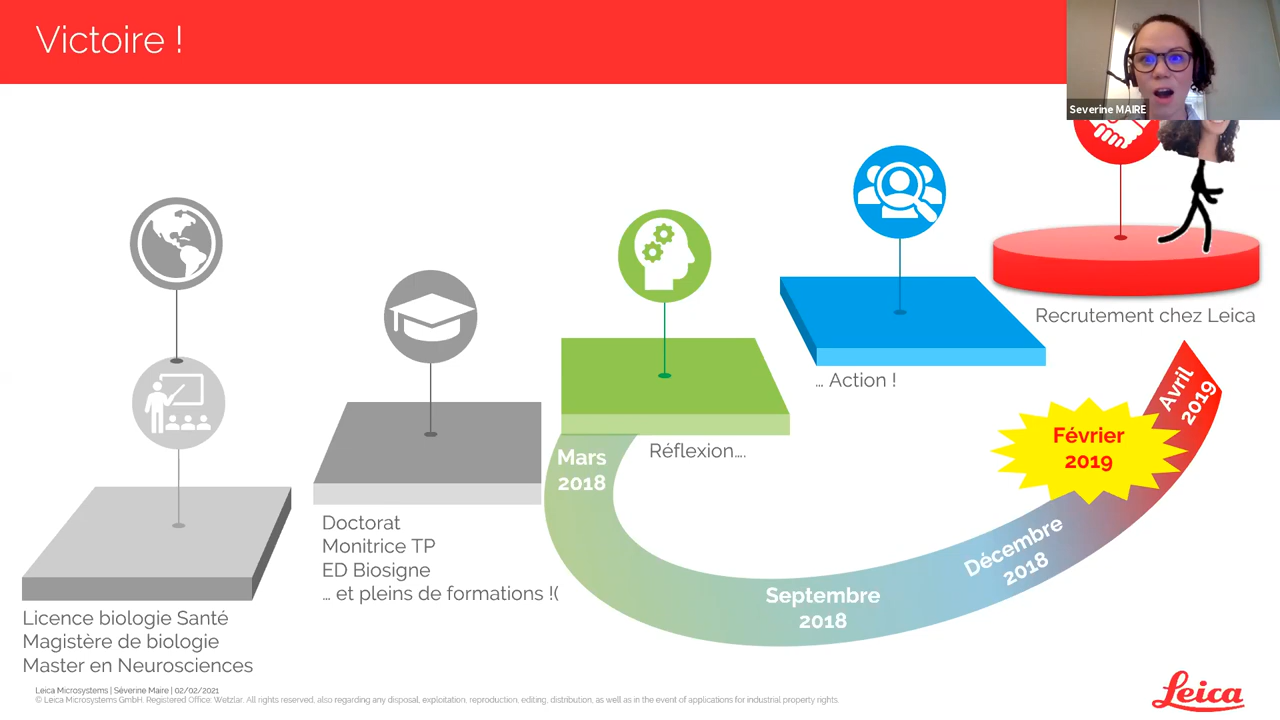 Victoire !
Severine MAIRE
Recrutement chez Leica
… Action !
Réflexion….
Mars
2018
Septembre
2018
Décembre
2018
Février
2019
Avril
2019
Doctorat
Monitrice TP
ED Biosigne
… et pleins de formations !(
Licence biologie Santé
Magistère de biologie
Master en Neurosciences
Leica Microsystems | Séverine Maire | 02/02/2021
© Leica Microsystems GmbH. Registered Office: Wetzlar. All rights reserved, also regarding any disposal, exploitation, reproduction, editing, distribution, as well as in the event of applications for industrial property rights.
Leica